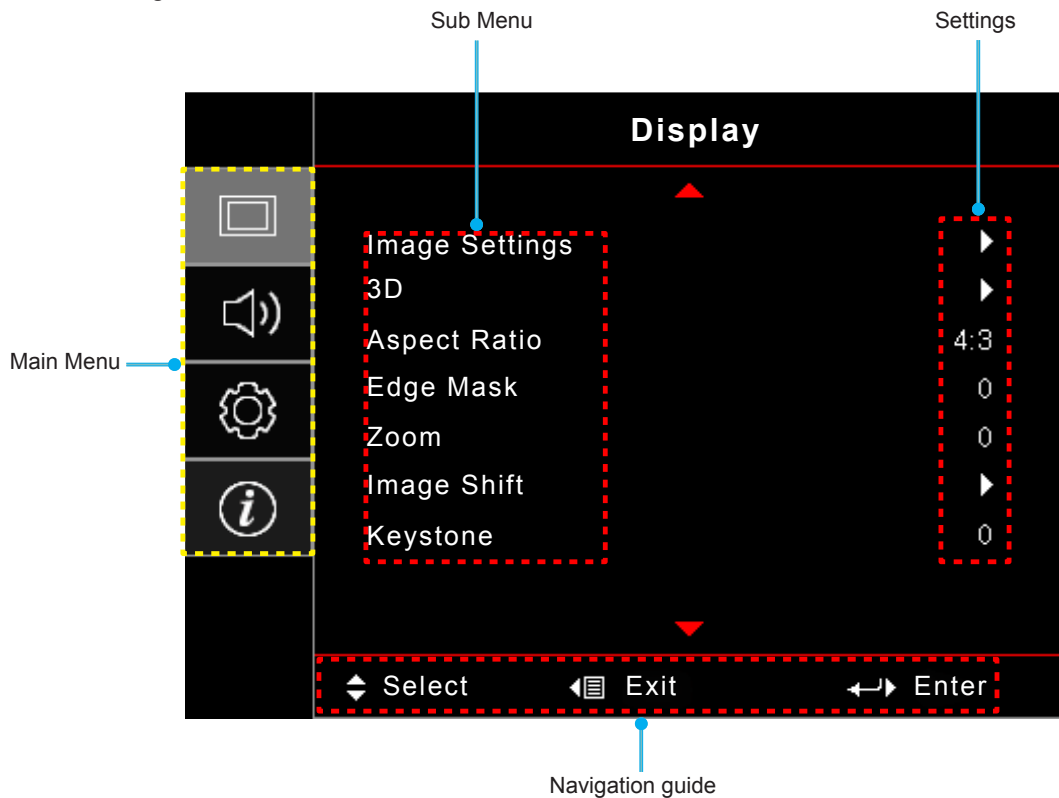 Sub Menu
Settings
Display
Image Settings
3D
Aspect Ratio 4:3
Edge Mask 0
Zoom 0
Image Shift
Keystone 0
Main Menu
Select Exit Enter
Navigation guide